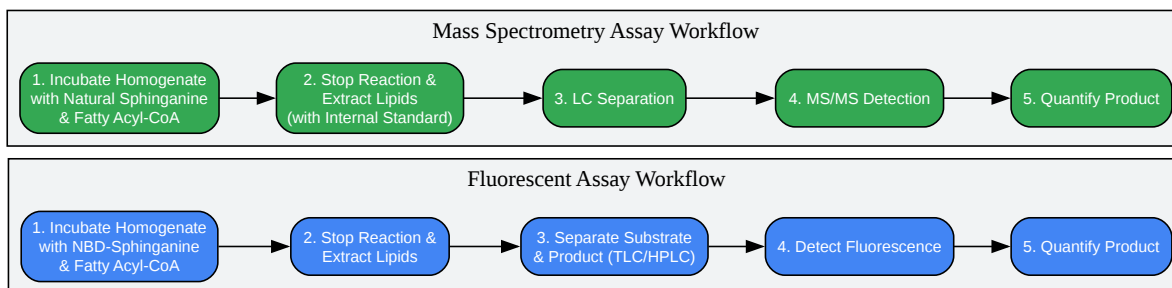 Mass Spectrometry Assay Workflow
1. Incubate Homogenate
with Natural Sphinganine
& Fatty Acyl-CoA
2. Stop Reaction &
Extract Lipids
(with Internal Standard)
3. LC Separation
4. MS/MS Detection
5. Quantify Product
Fluorescent Assay Workflow
1. Incubate Homogenate
with NBD-Sphinganine
& Fatty Acyl-CoA
2. Stop Reaction &
Extract Lipids
3. Separate Substrate
& Product (TLC/HPLC)
4. Detect Fluorescence
5. Quantify Product